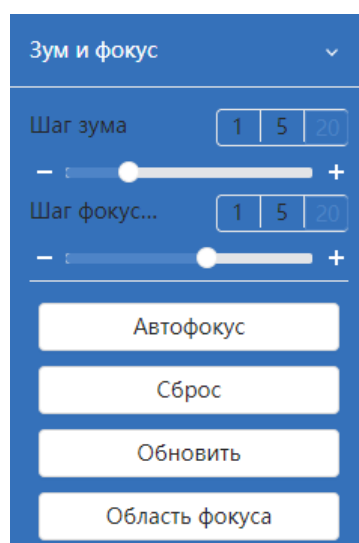 Зум и фокус
Шаг зума 1 5 20
− +
Шаг фокус... 1 5 20
− +
Автофокус
Сброс
Обновить
Область фокуса